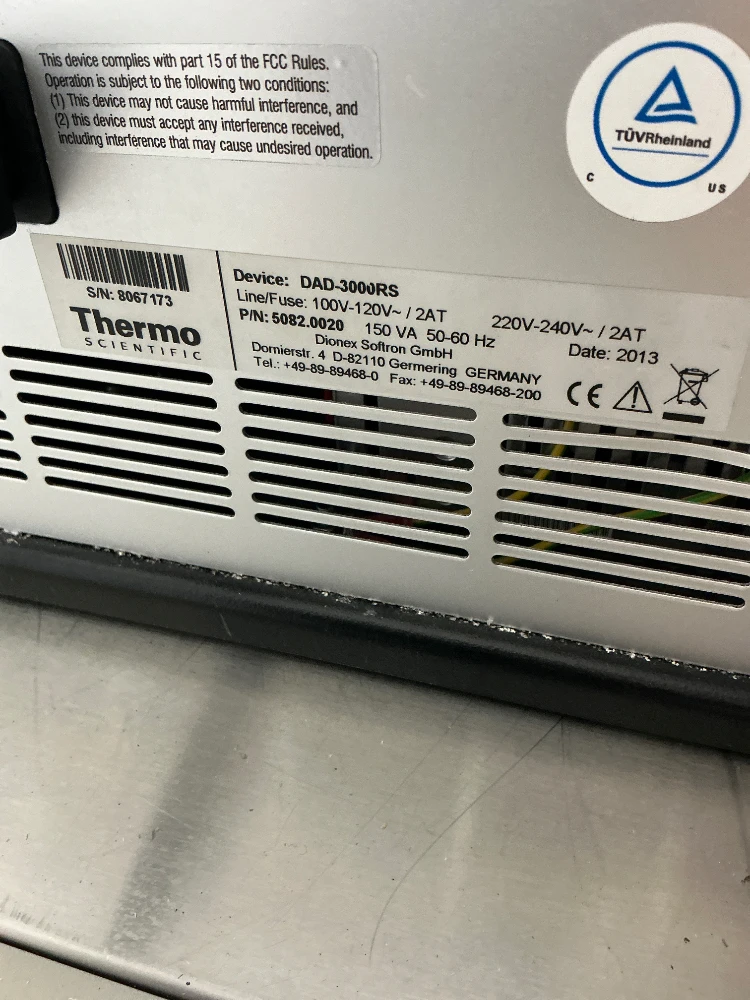 This device complies with part 15 of the FCC Rules.
Operation is subject to the following two conditions:
(1) This device may not cause harmful interference, and
(2) this device must accept any interference received,
including interference that may cause undesired operation.
TÜVRheinland
C US
S/N: 8067173
Thermo
SCIENTIFIC
Device: DAD-3000RS
Line/Fuse: 100V-120V~ / 2AT 220V-240V~ / 2AT
P/N: 5082.0020 150 VA 50-60 Hz Date: 2013
Dionex Softron GmbH
Dornierstr. 4 D-82110 Germering GERMANY
Tel.: +49-89-89468-0 Fax: +49-89-89468-200
CE